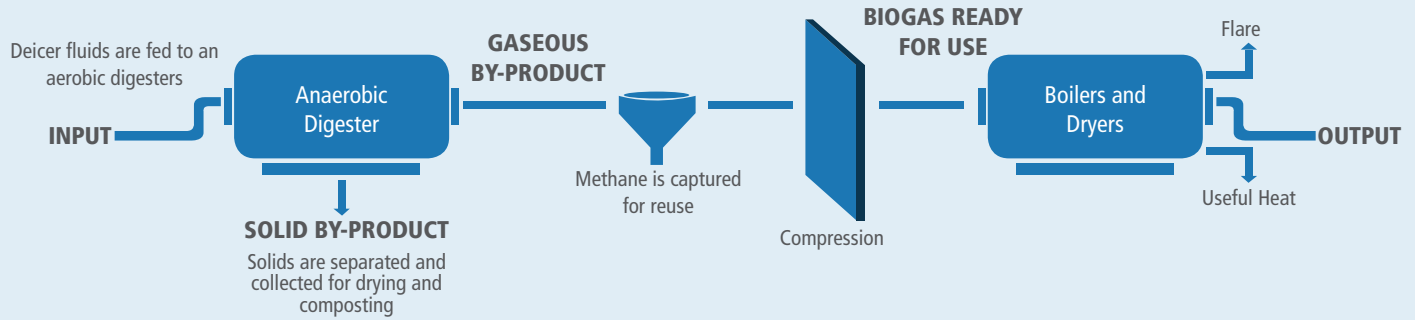 Deicer fluids are fed to an
aerobic digesters
INPUT
Anaerobic
Digester
SOLID BY-PRODUCT
Solids are separated and
collected for drying and
composting
GASEOUS
BY-PRODUCT
Methane is captured
for reuse
Compression
BIOGAS READY
FOR USE
Boilers and
Dryers
Flare
OUTPUT
Useful Heat